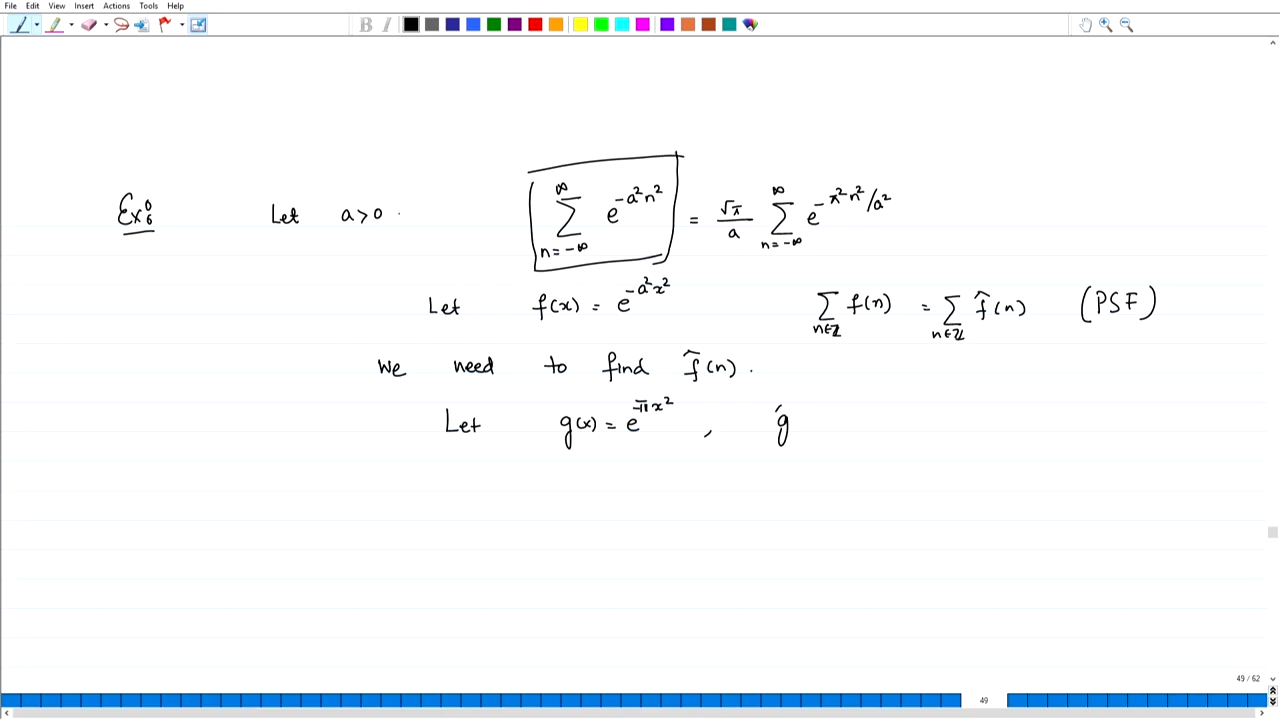 File Edit View Insert Actions Tools Help
B I
Ex: Let a>0. ∑_{n=-∞}^{∞} e^{-a²n²} = √π/a ∑_{n=-∞}^{∞} e^{-π²n²/a²}
Let f(x) = e^{-a²x²} ∑_{n∈ℤ} f(n) = ∑_{n∈ℤ} f̂(n) (PSF)
We need to find f̂(n).
Let g(x) = e^{-πx²} , ĝ
49 / 62
49